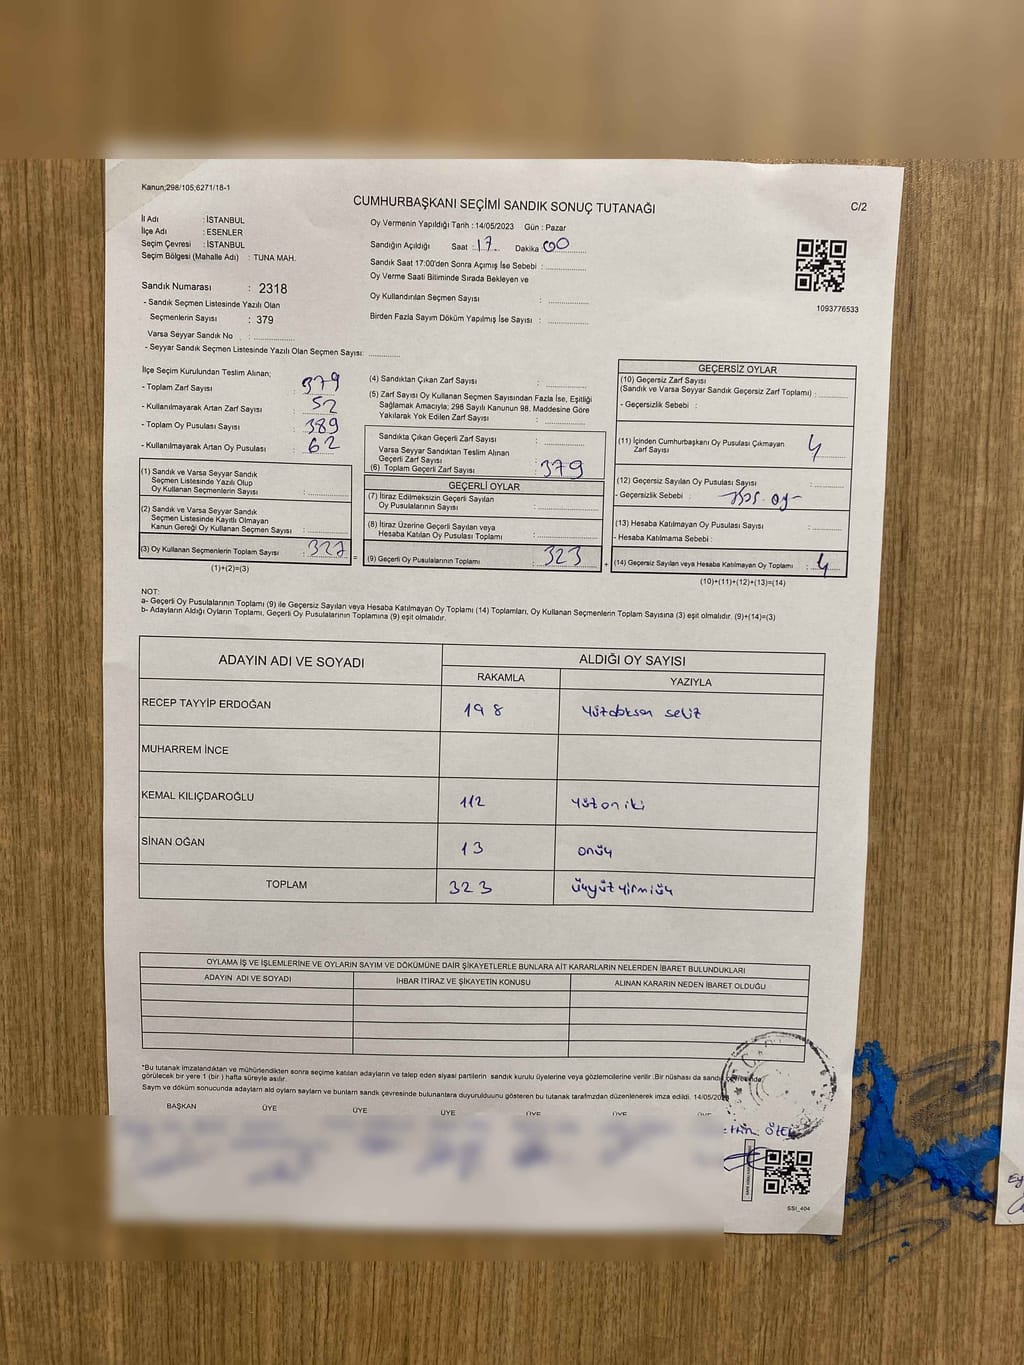 Kanun;298/105;6271/18-1
CUMHURBAŞKANI SEÇİMİ SANDIK SONUÇ TUTANAĞI
C/2
İl Adı : İSTANBUL
İlçe Adı : ESENLER
Seçim Çevresi : İSTANBUL
Seçim Bölgesi (Mahalle Adı) : TUNA MAH.
Sandık Numarası : 2318
- Sandık Seçmen Listesinde Yazılı Olan
Seçmenlerin Sayısı : 379
Varsa Seyyar Sandık No :
- Seyyar Sandık Seçmen Listesinde Yazılı Olan Seçmen Sayısı:
Oy Vermenin Yapıldığı Tarih : 14/05/2023 Gün : Pazar
Sandığın Açıldığı Saat : 17 Dakika : 00
Sandık Saat 17:00'den Sonra Açımış İse Sebebi :
Oy Verme Saati Bitiminde Sırada Bekleyen ve
Oy Kullandırılan Seçmen Sayısı :
Birden Fazla Sayım Döküm Yapılmış İse Sayısı :
1093776533
İlçe Seçim Kurulundan Teslim Alınan;
- Toplam Zarf Sayısı : 379
- Kullanılmayarak Artan Zarf Sayısı : 52
- Toplam Oy Pusulası Sayısı : 389
- Kullanılmayarak Artan Oy Pusulası : 62
(1) Sandık ve Varsa Seyyar Sandık
Seçmen Listesinde Yazılı Olup
Oy Kullanan Seçmenlerin Sayısı :
(2) Sandık ve Varsa Seyyar Sandık
Seçmen Listesinde Kayıtlı Olmayan
Kanun Gereği Oy Kullanan Seçmen Sayısı :
(3) Oy Kullanan Seçmenlerin Toplam Sayısı : 327
(1)+(2)=(3)
(4) Sandıktan Çıkan Zarf Sayısı :
(5) Zarf Sayısı Oy Kullanan Seçmen Sayısından Fazla İse, Eşitliği
Sağlamak Amacıyla; 298 Sayılı Kanunun 98. Maddesine Göre
Yakılarak Yok Edilen Zarf Sayısı :
Sandıkta Çıkan Geçerli Zarf Sayısı :
Varsa Seyyar Sandıktan Teslim Alınan
Geçerli Zarf Sayısı :
(6) Toplam Geçerli Zarf Sayısı : 379
GEÇERLİ OYLAR
(7) İtiraz Edilmeksizin Geçerli Sayılan
Oy Pusulalarının Sayısı :
(8) İtiraz Üzerine Geçerli Sayılan veya
Hesaba Katılan Oy Pusulası Toplamı :
(9) Geçerli Oy Pusulalarının Toplamı : 323
GEÇERSİZ OYLAR
(10) Geçersiz Zarf Sayısı
(Sandık ve Varsa Seyyar Sandık Geçersiz Zarf Toplamı) :
- Geçersizlik Sebebi :
(11) İçinden Cumhurbaşkanı Oy Pusulası Çıkmayan
Zarf Sayısı : 4
(12) Geçersiz Sayılan Oy Pusulası Sayısı :
- Geçersizlik Sebebi : oy
(13) Hesaba Katılmayan Oy Pusulası Sayısı :
- Hesaba Katılmama Sebebi :
(14) Geçersiz Sayılan veya Hesaba Katılmayan Oy Toplamı : 4
(10)+(11)+(12)+(13)=(14)
NOT:
a- Geçerli Oy Pusulalarının Toplamı (9) ile Geçersiz Sayılan veya Hesaba Katılmayan Oy Toplamı (14) Toplamları, Oy Kullanan Seçmenlerin Toplam Sayısına (3) eşit olmalıdır. (9)+(14)=(3)
b- Adayların Aldığı Oyların Toplamı, Geçerli Oy Pusulalarının Toplamına (9) eşit olmalıdır.
ADAYIN ADI VE SOYADI
ALDIĞI OY SAYISI
RAKAMLA YAZIYLA
RECEP TAYYİP ERDOĞAN 198 yüzdoksan sekiz
MUHARREM İNCE
KEMAL KILIÇDAROĞLU 112 yüz on iki
SİNAN OĞAN 13 onüç
TOPLAM 323 üçyüz yirmiüç
OYLAMA İŞ VE İŞLEMLERİNE VE OYLARIN SAYIM VE DÖKÜMÜNE DAİR ŞİKAYETLERLE BUNLARA AİT KARARLARIN NELERDEN İBARET BULUNDUKLARI
ADAYIN ADI VE SOYADI İHBAR İTİRAZ VE ŞİKAYETİN KONUSU ALINAN KARARIN NEDEN İBARET OLDUĞU
*Bu tutanak imzalandıktan ve mühürlendikten sonra seçime katılan adayların ve talep eden siyasi partilerin sandık kurulu üyelerine veya gözlemcilerine verilir. Bir nüshası da sandık çevresinde
görülecek bir yere 1 (bir ) hafta süreyle asılır.
Sayım ve döküm sonucunda adayların ald oyların sayların ve bunların sandk çevresinde bulunanlara duyurulduunu gösteren bu tutanak tarafmzdan düzenlenerek imza edildi. 14/05/202
BAŞKAN ÜYE ÜYE ÜYE ÜYE ÜYE ÜYE
SSİ_404